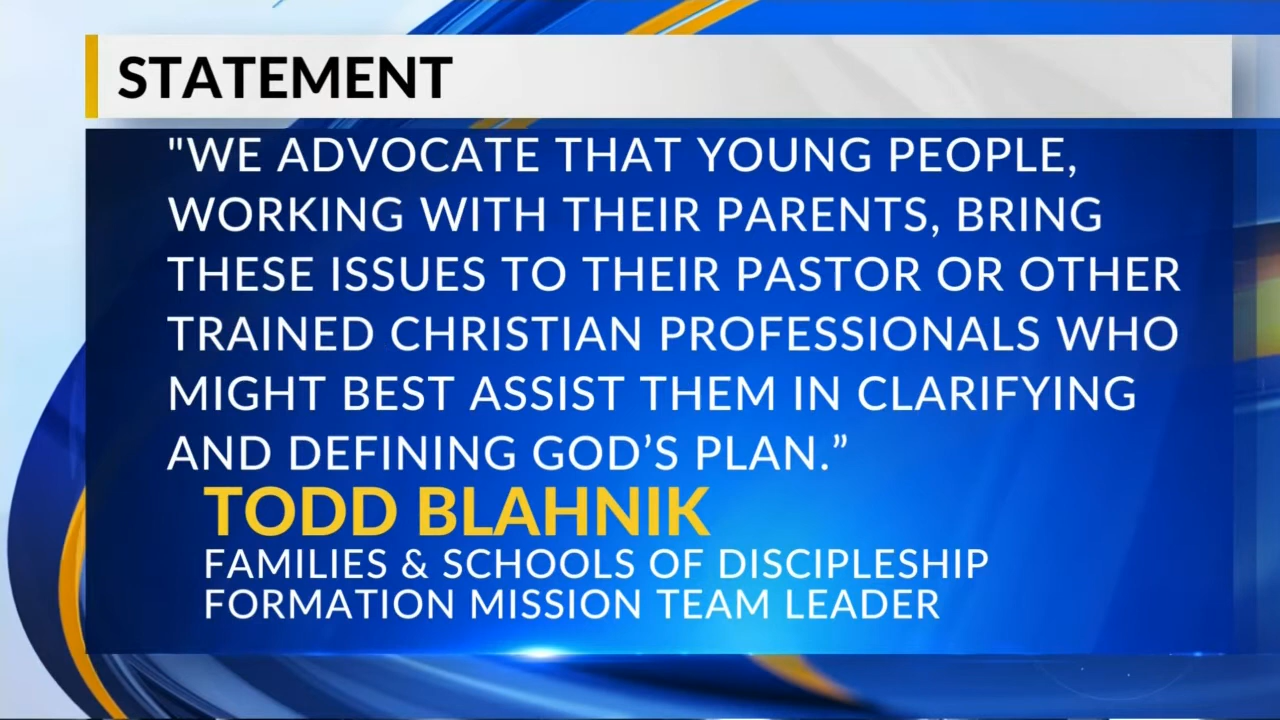 STATEMENT
"WE ADVOCATE THAT YOUNG PEOPLE,
WORKING WITH THEIR PARENTS, BRING
THESE ISSUES TO THEIR PASTOR OR OTHER
TRAINED CHRISTIAN PROFESSIONALS WHO
MIGHT BEST ASSIST THEM IN CLARIFYING
AND DEFINING GOD’S PLAN.”
TODD BLAHNIK
FAMILIES & SCHOOLS OF DISCIPLESHIP
FORMATION MISSION TEAM LEADER